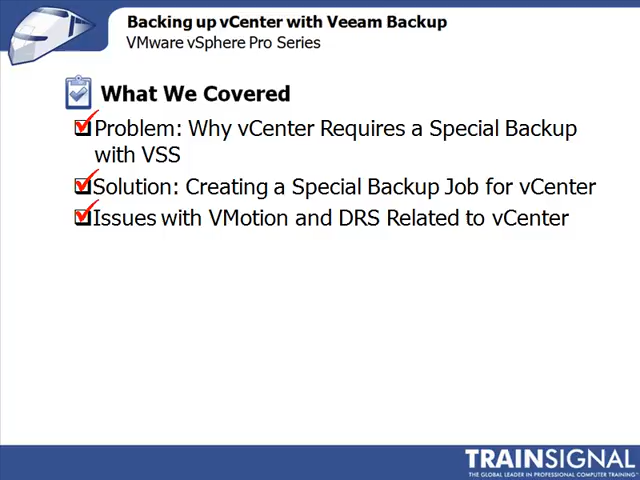 Backing up vCenter with Veeam Backup
VMware vSphere Pro Series
What We Covered
Problem: Why vCenter Requires a Special Backup
with VSS
Solution: Creating a Special Backup Job for vCenter
Issues with VMotion and DRS Related to vCenter
TRAINSIGNAL
THE GLOBAL LEADER IN PROFESSIONAL COMPUTER TRAINING